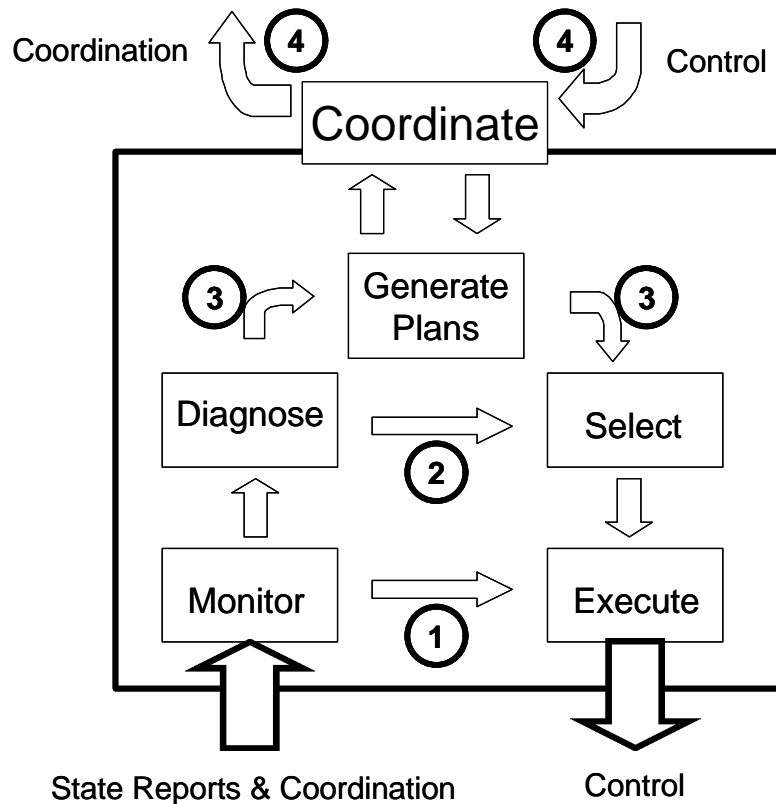 4
4
Coordination
Control
Coordinate
3
Generate
Plans
3
Diagnose
Select
2
Monitor
Execute
1
State Reports & Coordination
Control